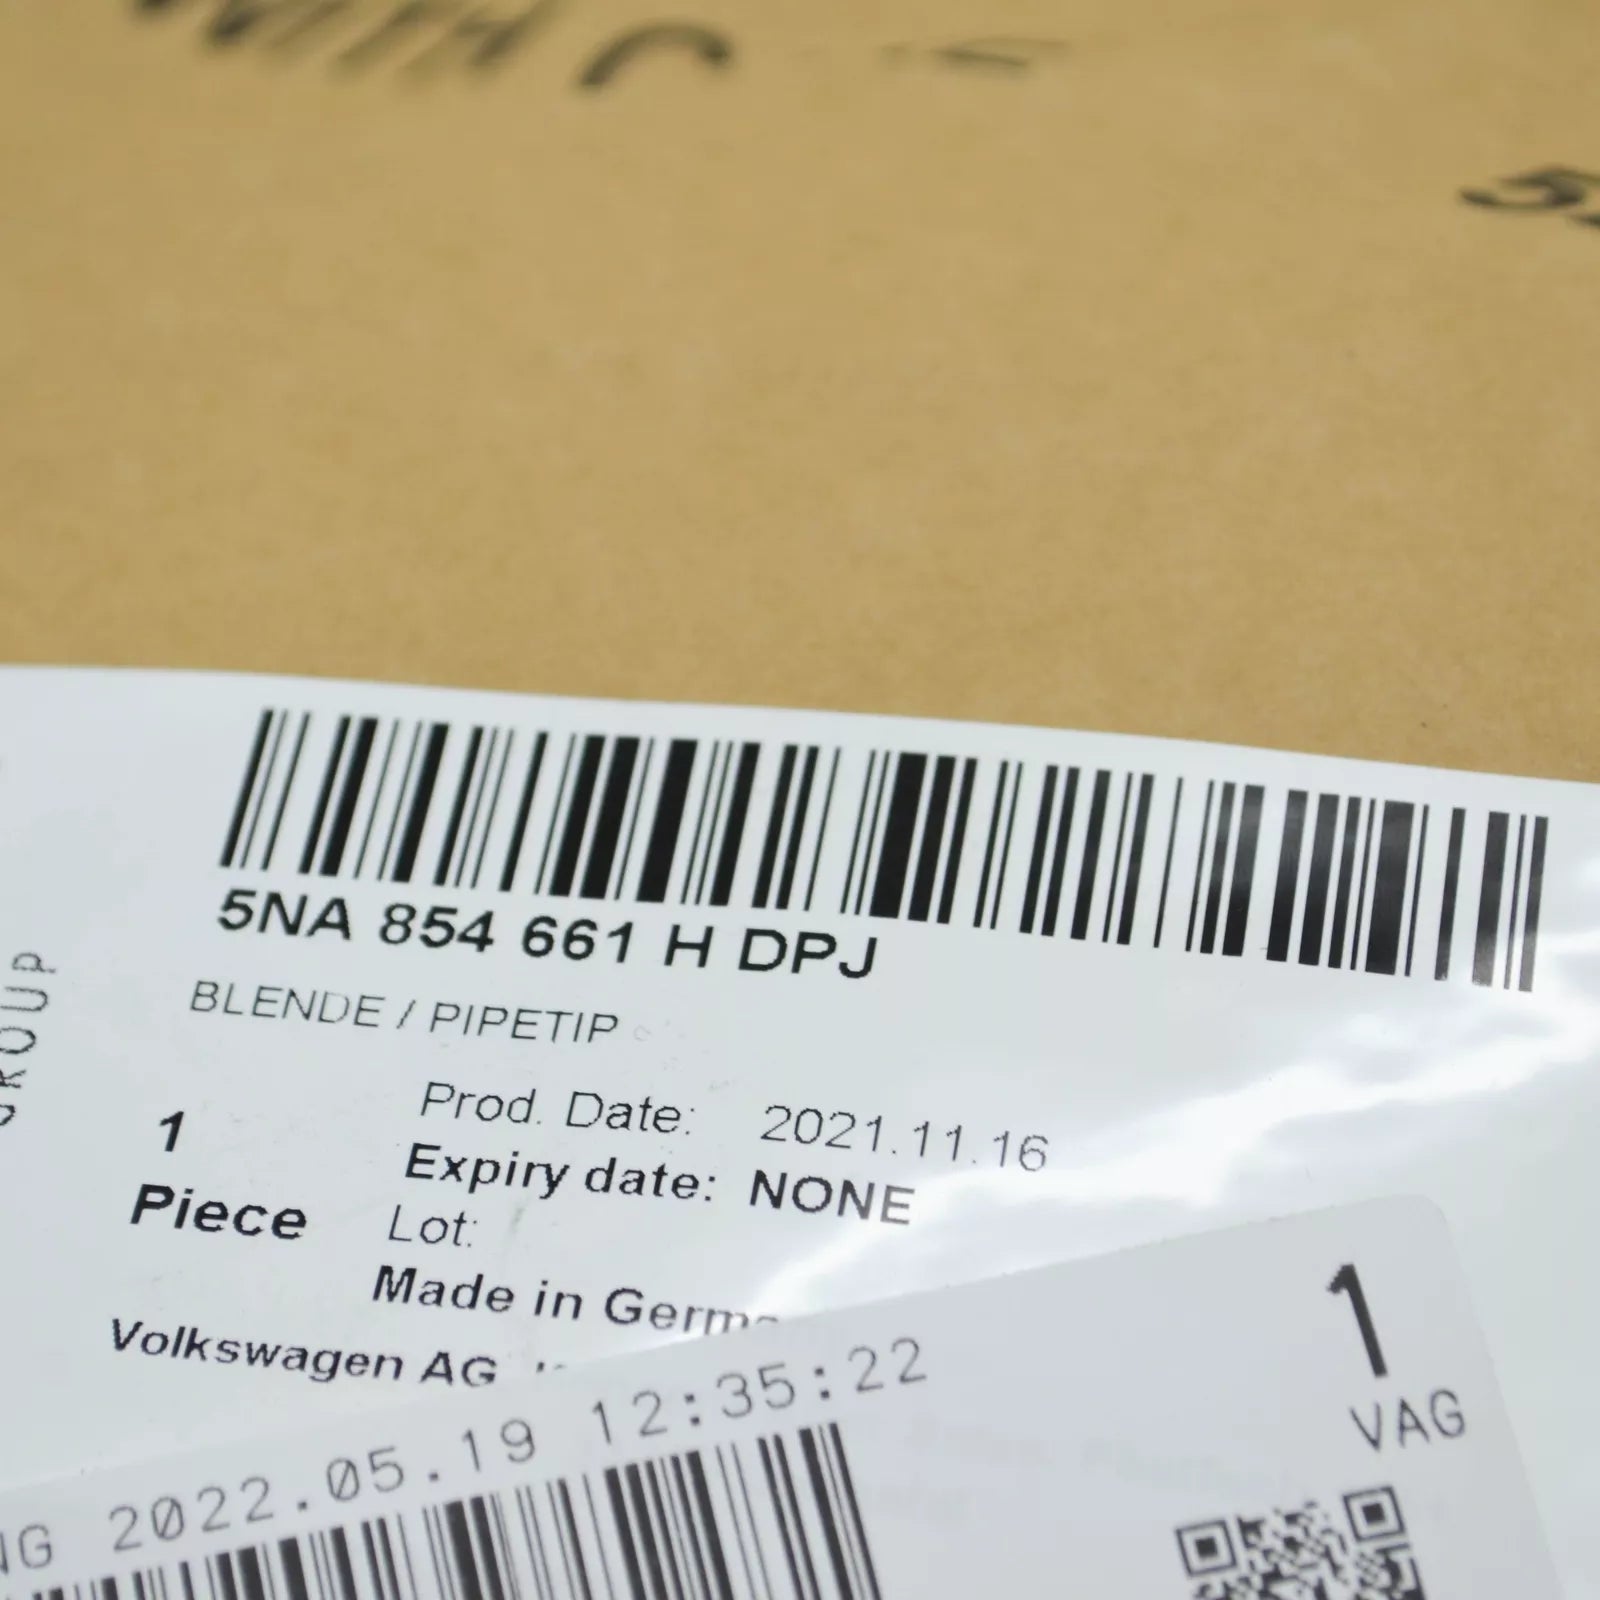 5NA 854 661 H DPJ
BLENDE / PIPETIP
Prod. Date: 2021.11.16
1
Expiry date: NONE
Piece
Lot:
Made in
Volkswagen AG
GROUP
1
VAG
2022.05.19 12:35:22